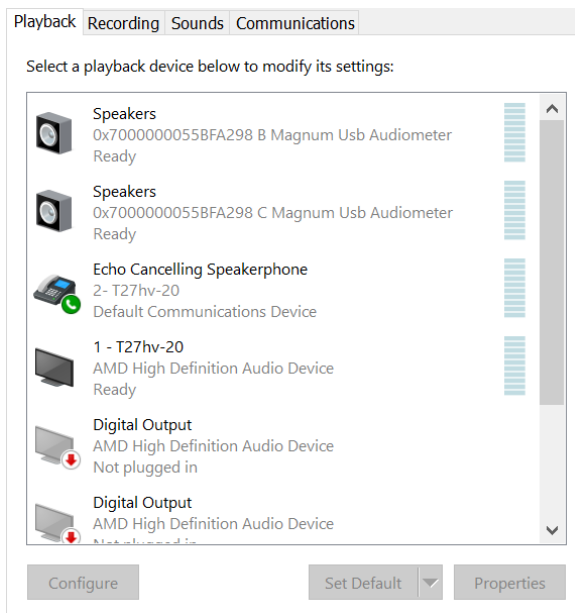 Playback Recording Sounds Communications
Select a playback device below to modify its settings:
Speakers
0x7000000055BFA298 B Magnum Usb Audiometer
Ready
Speakers
0x7000000055BFA298 C Magnum Usb Audiometer
Ready
Echo Cancelling Speakerphone
2- T27hv-20
Default Communications Device
1 - T27hv-20
AMD High Definition Audio Device
Ready
Digital Output
AMD High Definition Audio Device
Not plugged in
Digital Output
AMD High Definition Audio Device
Configure Set Default Properties